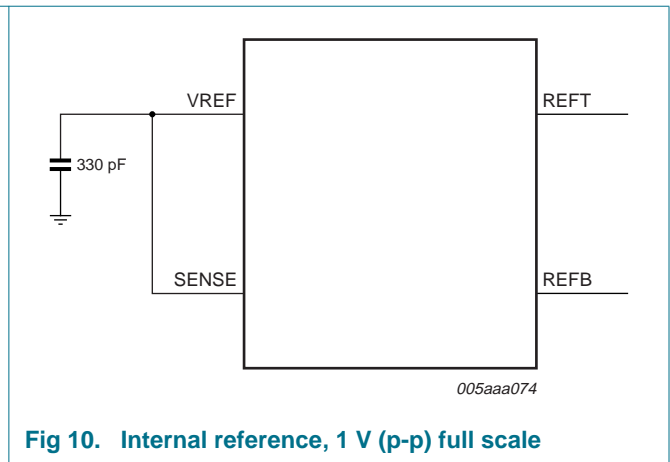 VREF
REFT
330 pF
SENSE
REFB
005aaa074
Fig 10. Internal reference, 1 V (p-p) full scale